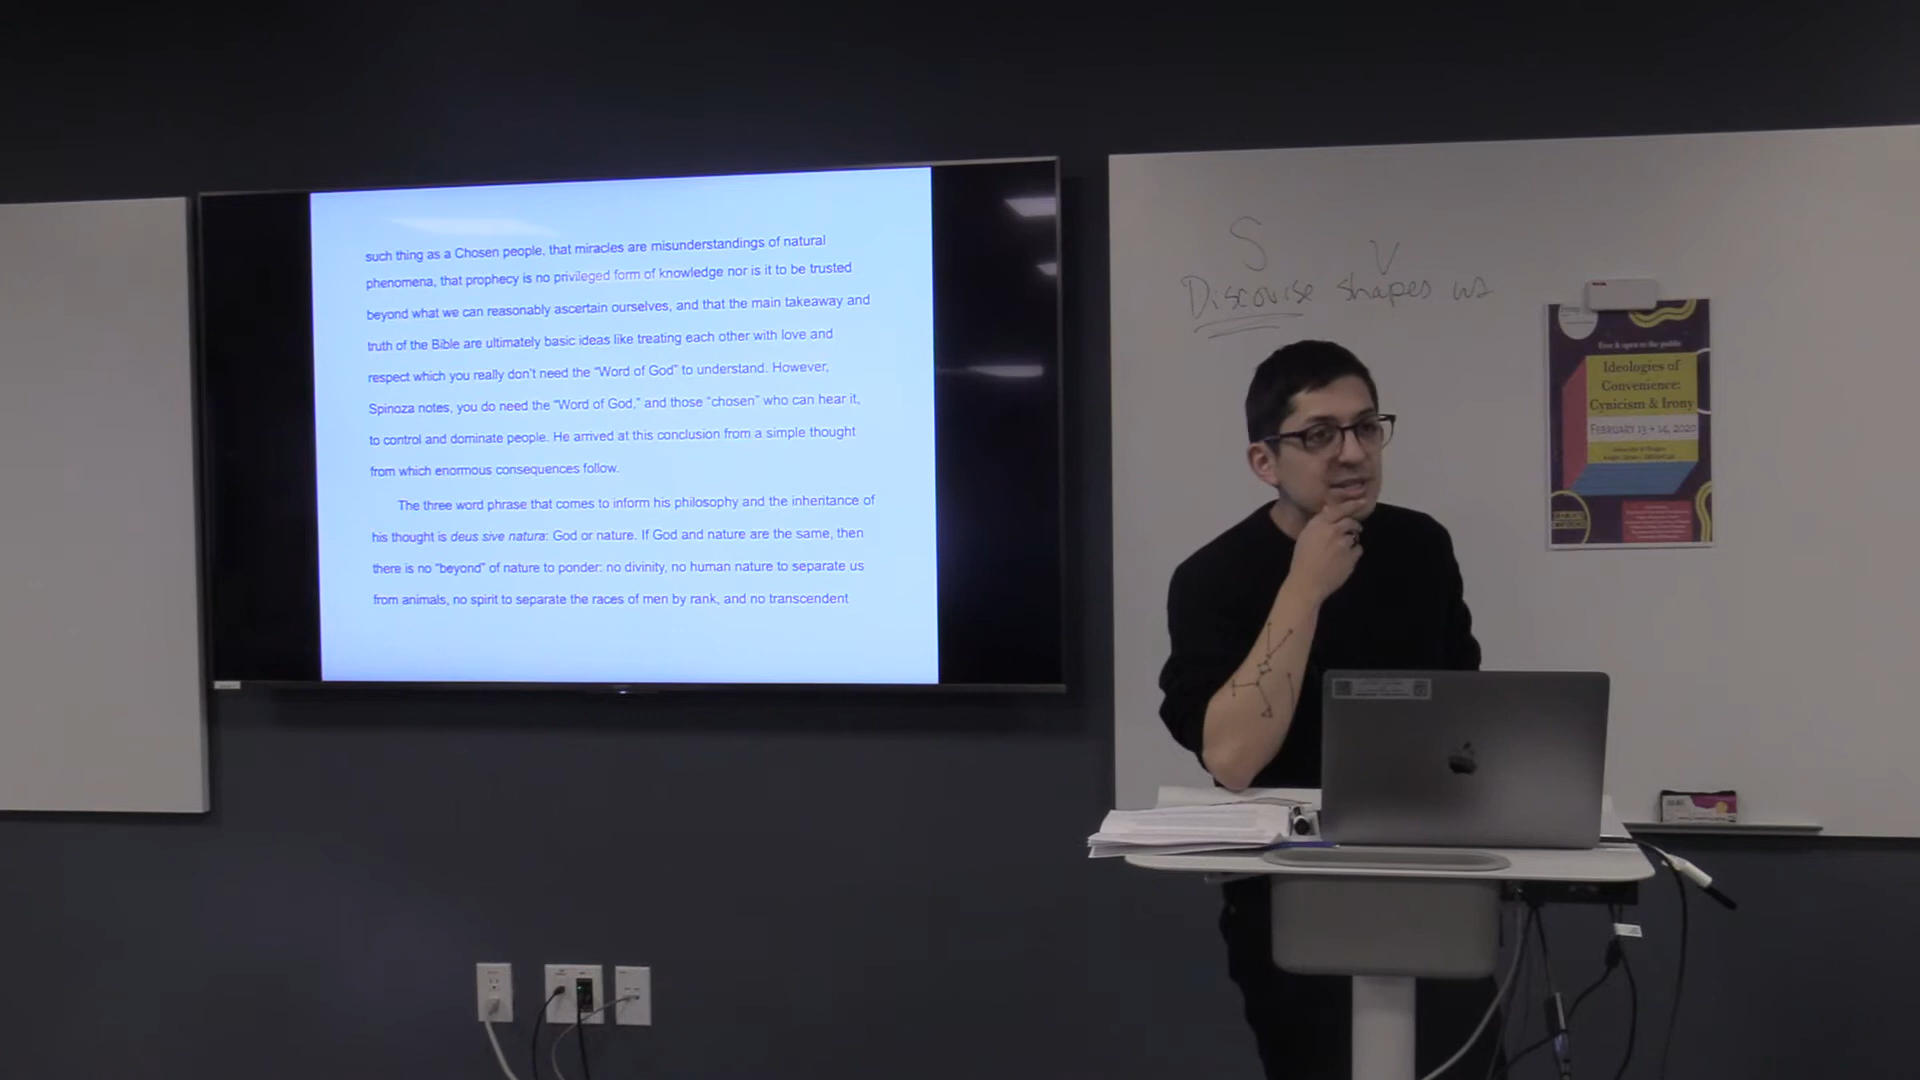 such thing as a Chosen people, that miracles are misunderstandings of natural
phenomena, that prophecy is no privileged form of knowledge nor is it to be trusted
beyond what we can reasonably ascertain ourselves, and that the main takeaway and
truth of the Bible are ultimately basic ideas like treating each other with love and
respect which you really don't need the "Word of God" to understand. However,
Spinoza notes, you do need the "Word of God," and those "chosen" who can hear it,
to control and dominate people. He arrived at this conclusion from a simple thought
from which enormous consequences follow.
The three word phrase that comes to inform his philosophy and the inheritance of
his thought is deus sive natura: God or nature. If God and nature are the same, then
there is no "beyond" of nature to ponder: no divinity, no human nature to separate us
from animals, no spirit to separate the races of men by rank, and no transcendent
S V
Discourse shapes us
Free & open to the public
Ideologies of
Convenience:
Cynicism & Irony
February 13 + 14, 2020